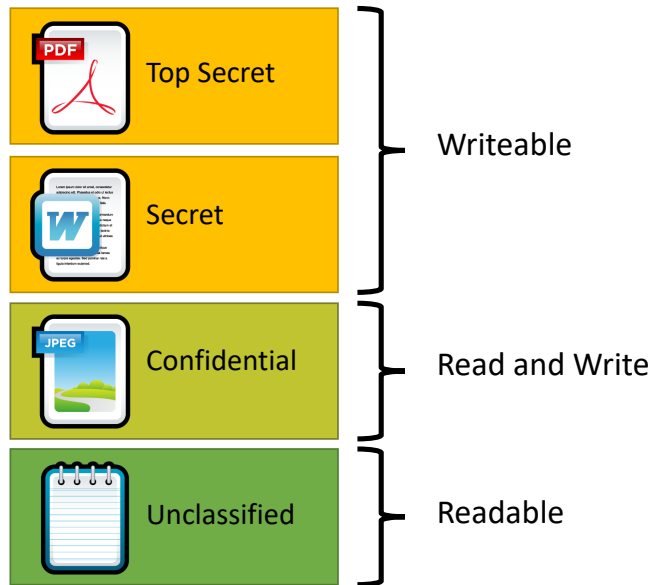 PDF
Top Secret
Writeable
W
Secret
JPEG
Confidential
Read and Write
Unclassified
Readable